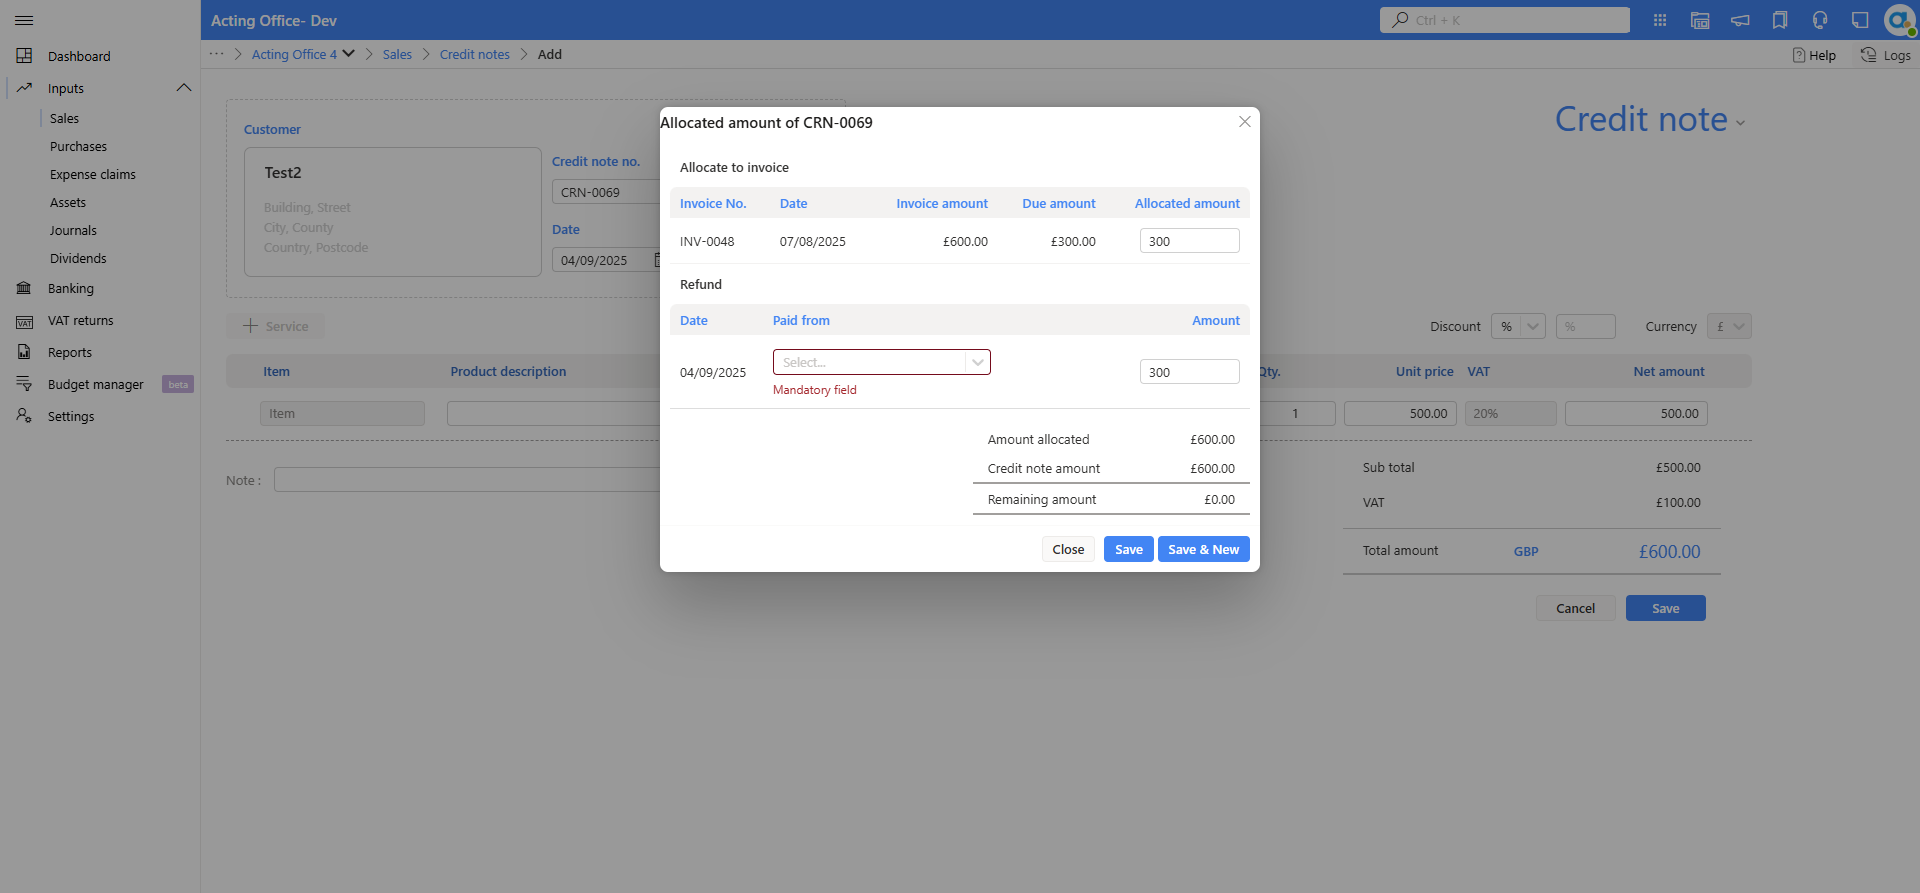 Acting Office- Dev
Ctrl + K
Acting Office 4
Sales
Credit notes
Add
Help
Logs
Dashboard
Inputs
Sales
Purchases
Expense claims
Assets
Journals
Dividends
Banking
VAT returns
Reports
Budget manager beta
Settings
Credit note
Customer
Test2
Building, Street
City, County
Country, Postcode
Credit note no.
CRN-0069
Date
04/09/2025
Service
Discount % %
Currency £
Item Product description Qty. Unit price VAT Net amount
Item 1 500.00 20% 500.00
Note :
Sub total £500.00
VAT £100.00
Total amount GBP £600.00
Cancel Save
Allocated amount of CRN-0069
Allocate to invoice
Invoice No. Date Invoice amount Due amount Allocated amount
INV-0048 07/08/2025 £600.00 £300.00 300
Refund
Date Paid from Amount
04/09/2025 Select... 300
Mandatory field
Amount allocated £600.00
Credit note amount £600.00
Remaining amount £0.00
Close Save Save & New